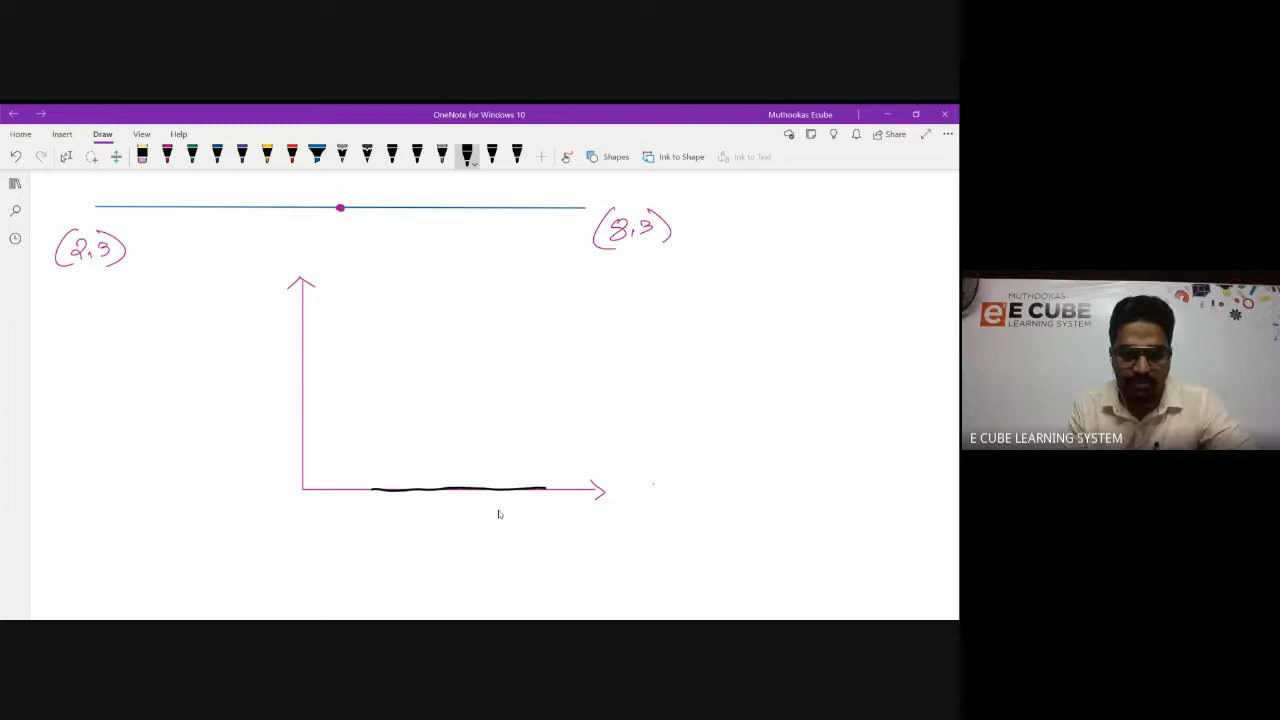 OneNote for Windows 10
Muthookas Ecube
Home Insert Draw View Help
Share
Shapes Ink to Shape Ink to Text
(2,3)
(8,3)
MUTHOOKAS
e E CUBE
LEARNING SYSTEM
E CUBE LEARNING SYSTEM